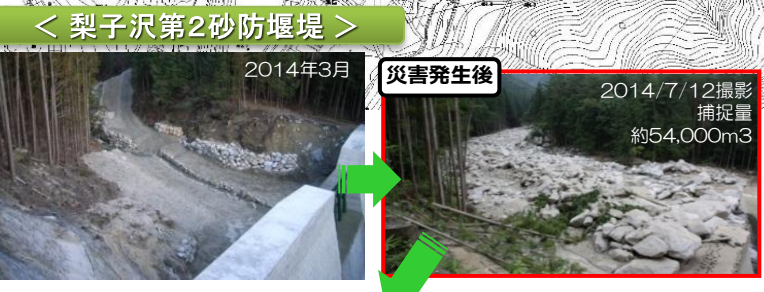 ＜ 梨子沢第2砂防堰堤 ＞
2014年3月
災害発生後
2014/7/12撮影
捕捉量
約54,000m3